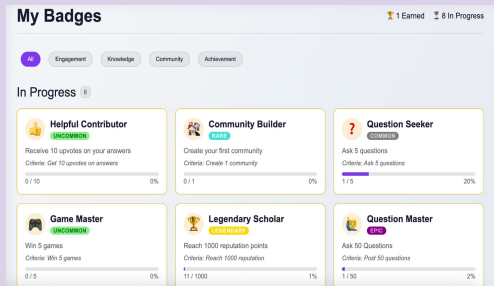 My Badges
1 Earned 8 In Progress
All Engagement Knowledge Community Achievement
In Progress 8
Helpful Contributor
UNCOMMON
Receive 10 upvotes on your answers
Criteria: Get 10 upvotes on answers
0 / 10 0%
Community Builder
RARE
Create your first community
Criteria: Create 1 community
0 / 1 0%
Question Seeker
COMMON
Ask 5 questions
Criteria: Ask 5 questions
1 / 5 20%
Game Master
UNCOMMON
Win 5 games
Criteria: Win 5 games
0 / 5 0%
Legendary Scholar
LEGENDARY
Reach 1000 reputation points
Criteria: Reach 1000 reputation
11 / 1000 1%
Question Master
EPIC
Ask 50 Questions
Criteria: Post 50 questions
1 / 50 2%